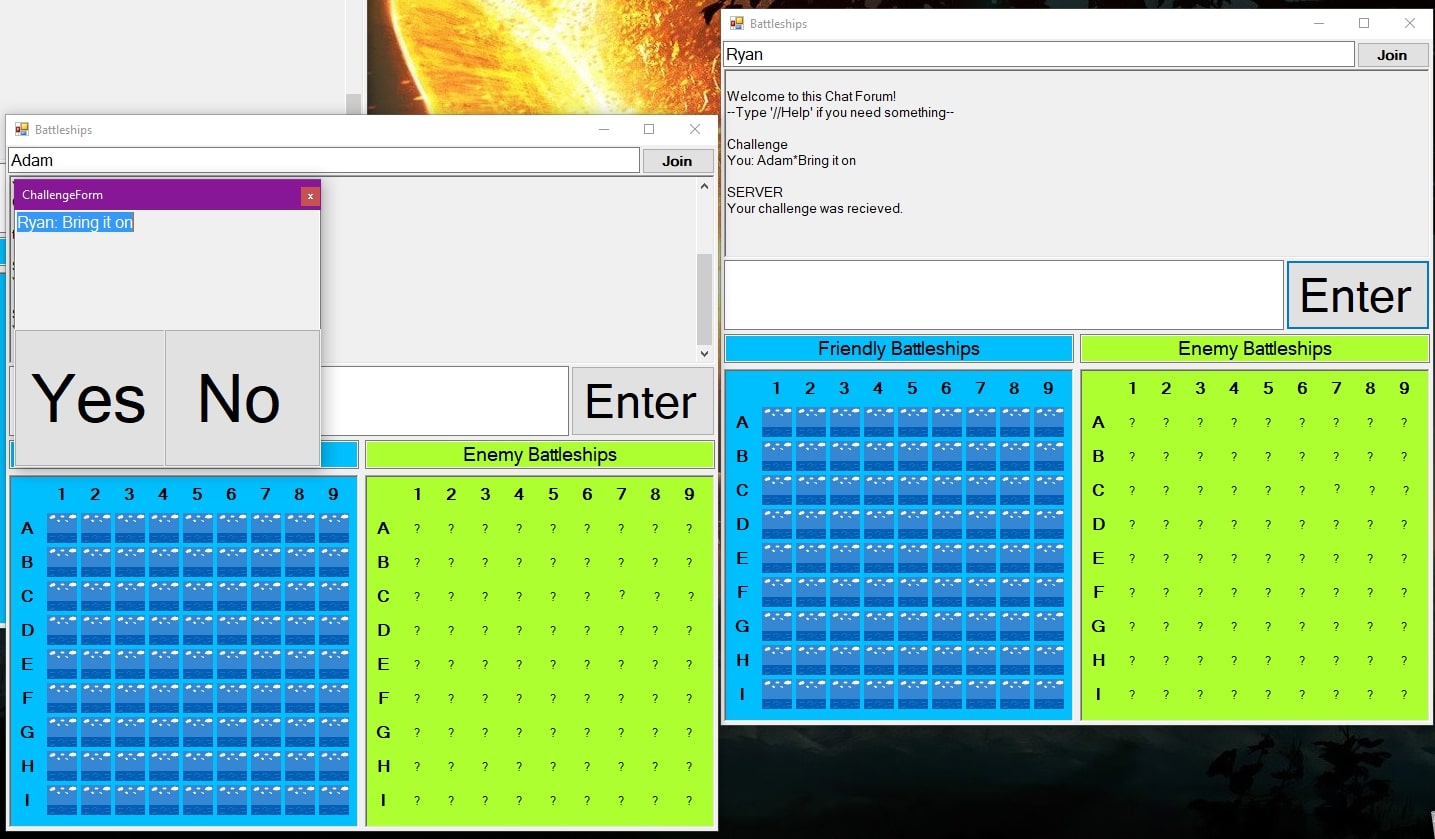 Battleships
Adam
Join
ChallengeForm
x
Ryan: Bring it on
Yes
No
Enter
Enemy Battleships
1 2 3 4 5 6 7 8 9
A
B
C
D
E
F
G
H
I
1 2 3 4 5 6 7 8 9
A ? ? ? ? ? ? ? ? ?
B ? ? ? ? ? ? ? ? ?
C ? ? ? ? ? ? ? ? ?
D ? ? ? ? ? ? ? ? ?
E ? ? ? ? ? ? ? ? ?
F ? ? ? ? ? ? ? ? ?
G ? ? ? ? ? ? ? ? ?
H ? ? ? ? ? ? ? ? ?
I ? ? ? ? ? ? ? ? ?
Battleships
Ryan
Join
Welcome to this Chat Forum!
--Type '//Help' if you need something--
Challenge
You: Adam*Bring it on
SERVER
Your challenge was recieved.
Enter
Friendly Battleships
Enemy Battleships
1 2 3 4 5 6 7 8 9
A
B
C
D
E
F
G
H
I
1 2 3 4 5 6 7 8 9
A ? ? ? ? ? ? ? ? ?
B ? ? ? ? ? ? ? ? ?
C ? ? ? ? ? ? ? ? ?
D ? ? ? ? ? ? ? ? ?
E ? ? ? ? ? ? ? ? ?
F ? ? ? ? ? ? ? ? ?
G ? ? ? ? ? ? ? ? ?
H ? ? ? ? ? ? ? ? ?
I ? ? ? ? ? ? ? ? ?